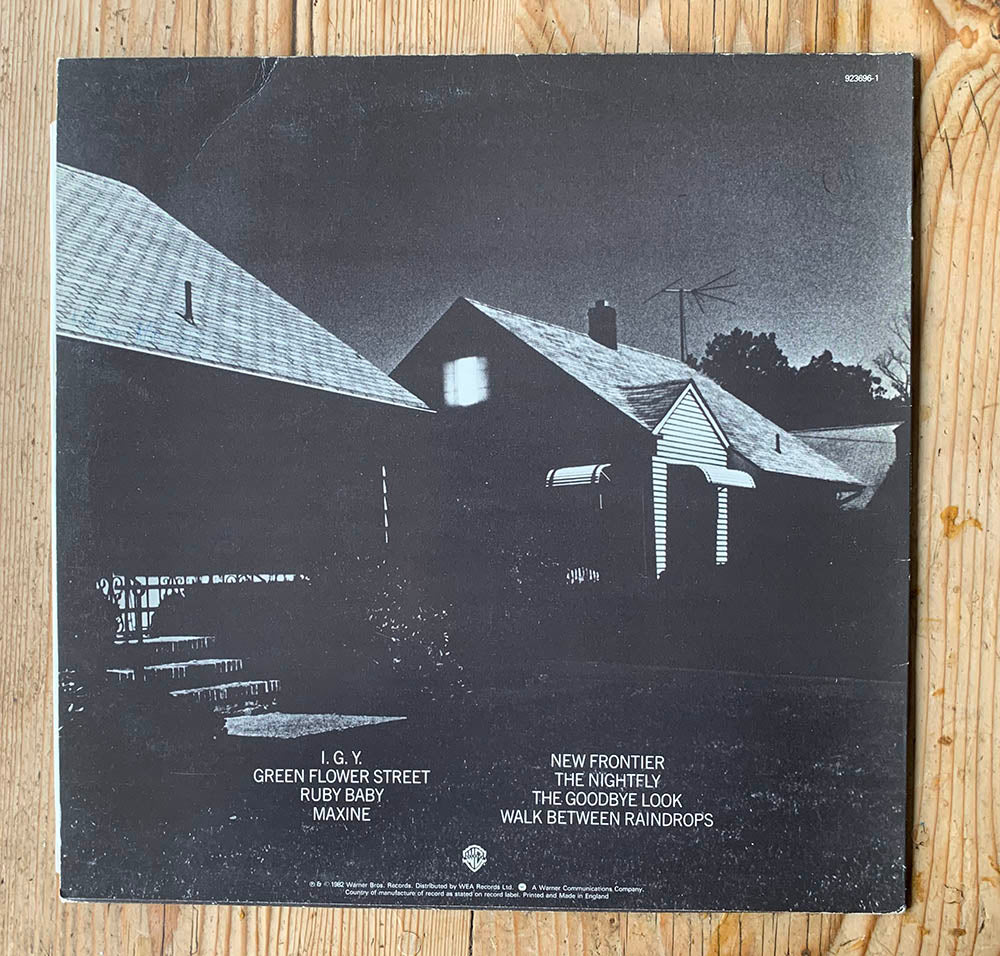 923696-1
I. G. Y.
GREEN FLOWER STREET
RUBY BABY
MAXINE
NEW FRONTIER
THE NIGHTFLY
THE GOODBYE LOOK
WALK BETWEEN RAINDROPS
℗ & © 1982 Warner Bros. Records. Distributed by WEA Records Ltd. A Warner Communications Company.
Country of manufacture of record as stated on record label. Printed and Made in England